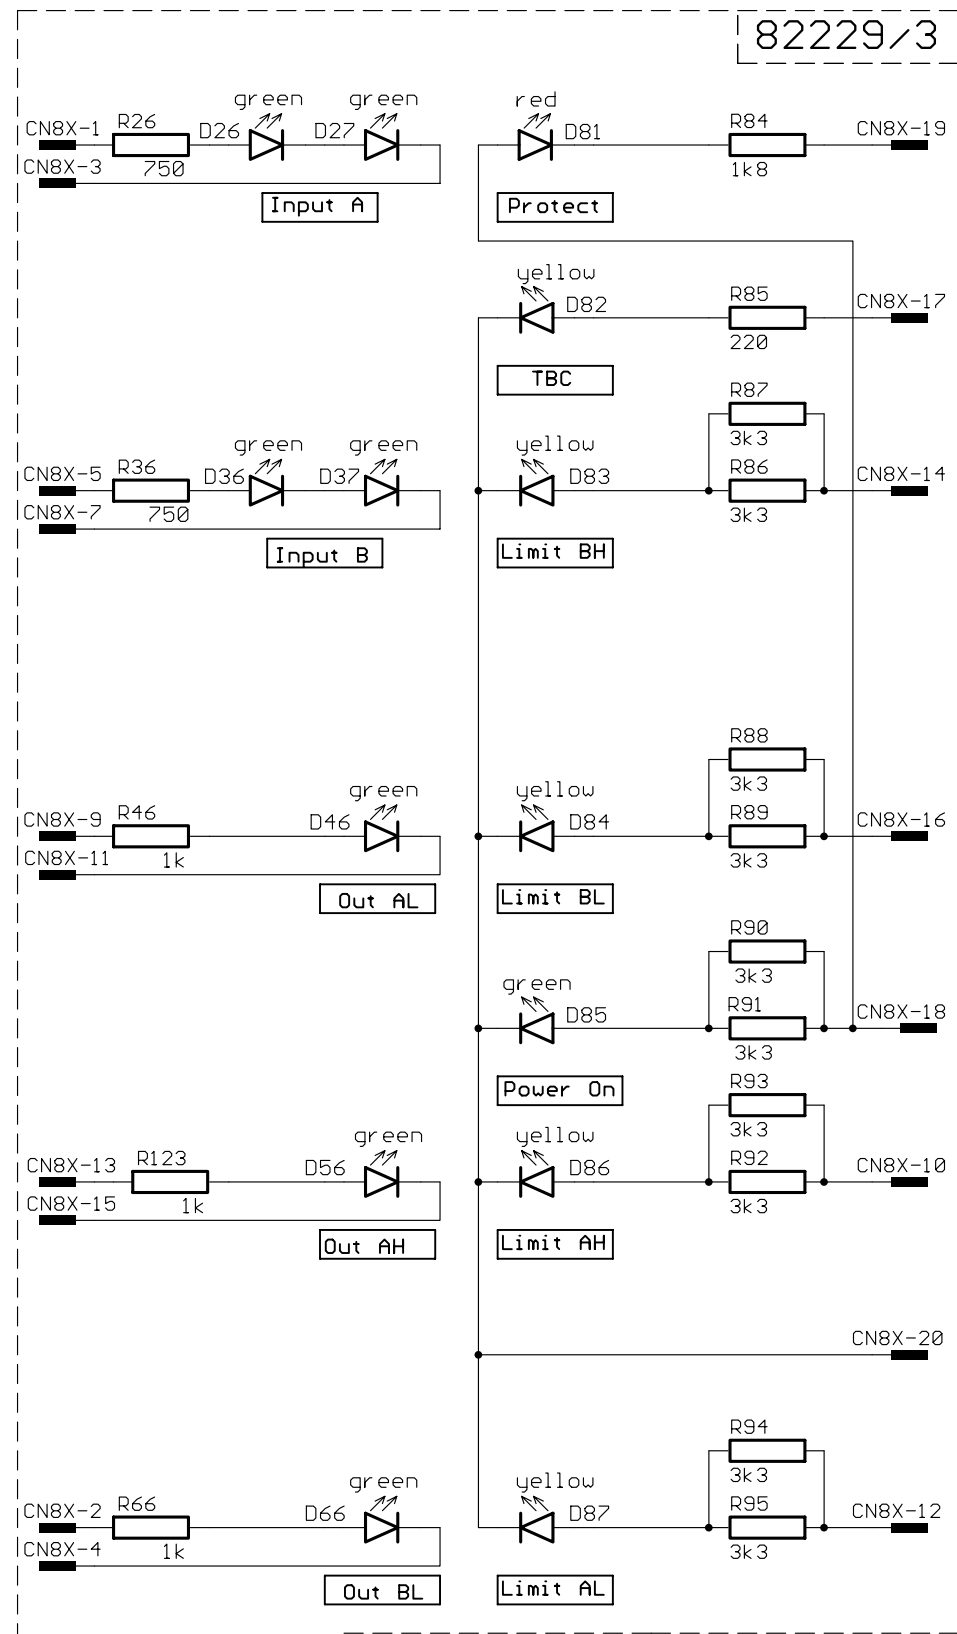 82229/3
green
green
red
CN8X-1
R26
D26
D27
D81
R84
CN8X-19
CN8X-3
750
1k8
Input A
Protect
yellow
D82
R85
CN8X-17
220
TBC
R87
3k3
green
green
yellow
CN8X-5
R36
D36
D37
D83
R86
CN8X-14
CN8X-7
750
3k3
Input B
Limit BH
R88
3k3
green
yellow
CN8X-9
R46
D46
D84
R89
CN8X-16
CN8X-11
1k
3k3
Out AL
Limit BL
R90
3k3
green
D85
R91
CN8X-18
3k3
Power On
R93
3k3
green
yellow
CN8X-13
R123
D56
D86
R92
CN8X-10
CN8X-15
1k
3k3
Out AH
Limit AH
CN8X-20
R94
3k3
green
yellow
CN8X-2
R66
D66
D87
R95
CN8X-12
CN8X-4
1k
3k3
Out BL
Limit AL